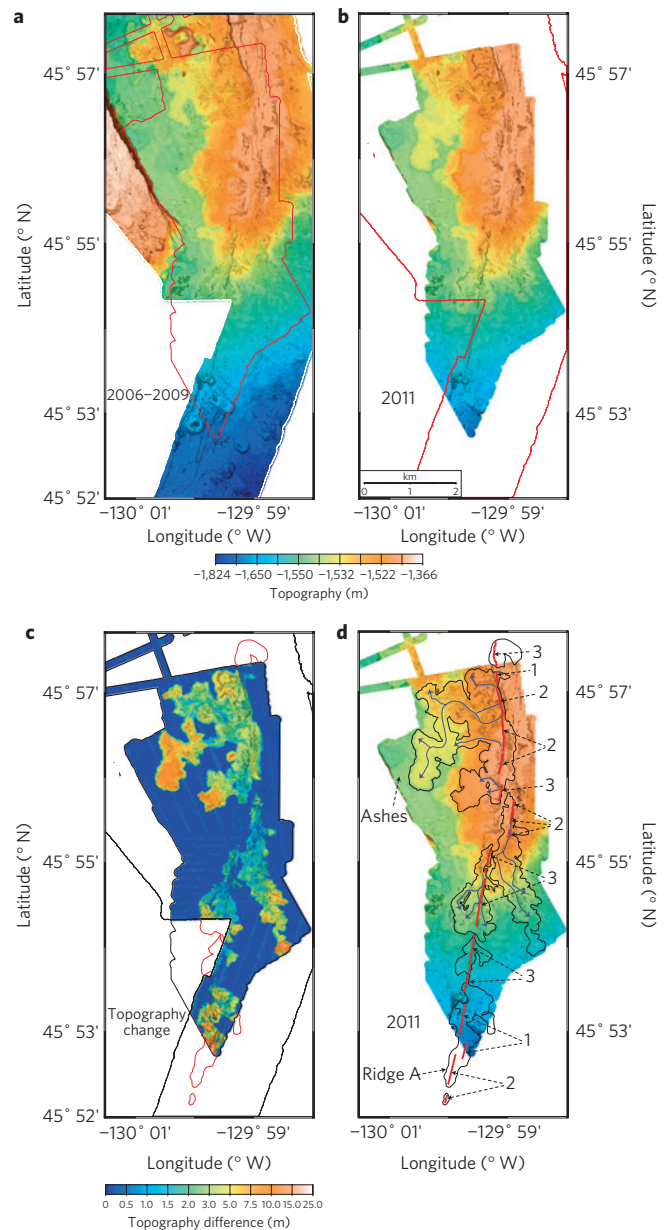 a
b
45° 57'
45° 57'
45° 55'
45° 55'
Latitude (° N)
Latitude (° N)
Latitude (° N)
2006–2009
2011
45° 53'
45° 53'
km
0 1 2
45° 52'
45° 52'
−130° 01' −129° 59'
−130° 01' −129° 59'
Longitude (° W)
Longitude (° W)
−1,824 −1,650 −1,550 −1,532 −1,522 −1,366
Topography (m)
c
d
3
1
2
45° 57'
45° 57'
2
3
Ashes
2
Latitude (° N)
Latitude (° N)
45° 55'
45° 55'
3
3
Topography
change
2011
45° 53'
45° 53'
1
Ridge A
2
45° 52'
45° 52'
−130° 01' −129° 59'
−130° 01' −129° 59'
Longitude (° W)
Longitude (° W)
0 0.5 1.0 1.5 2.0 3.0 5.0 7.5 10.0 15.0 25.0
Topography difference (m)